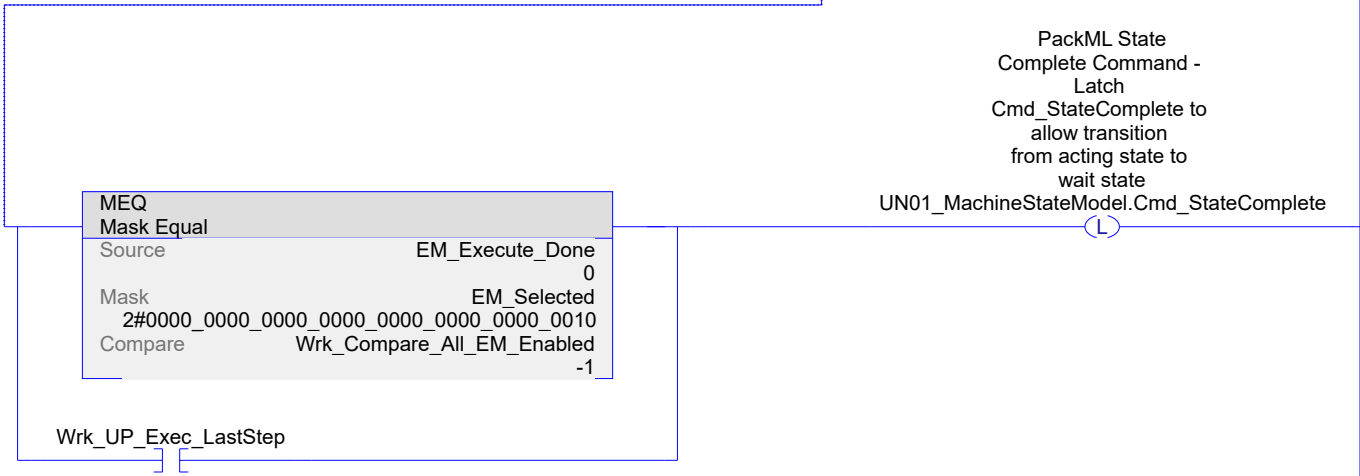 PackML State
Complete Command -
Latch
Cmd_StateComplete to
allow transition
from acting state to
wait state
UN01_MachineStateModel.Cmd_StateComplete
L
MEQ
Mask Equal
Source EM_Execute_Done
0
Mask EM_Selected
2#0000_0000_0000_0000_0000_0000_0000_0010
Compare Wrk_Compare_All_EM_Enabled
-1
Wrk_UP_Exec_LastStep